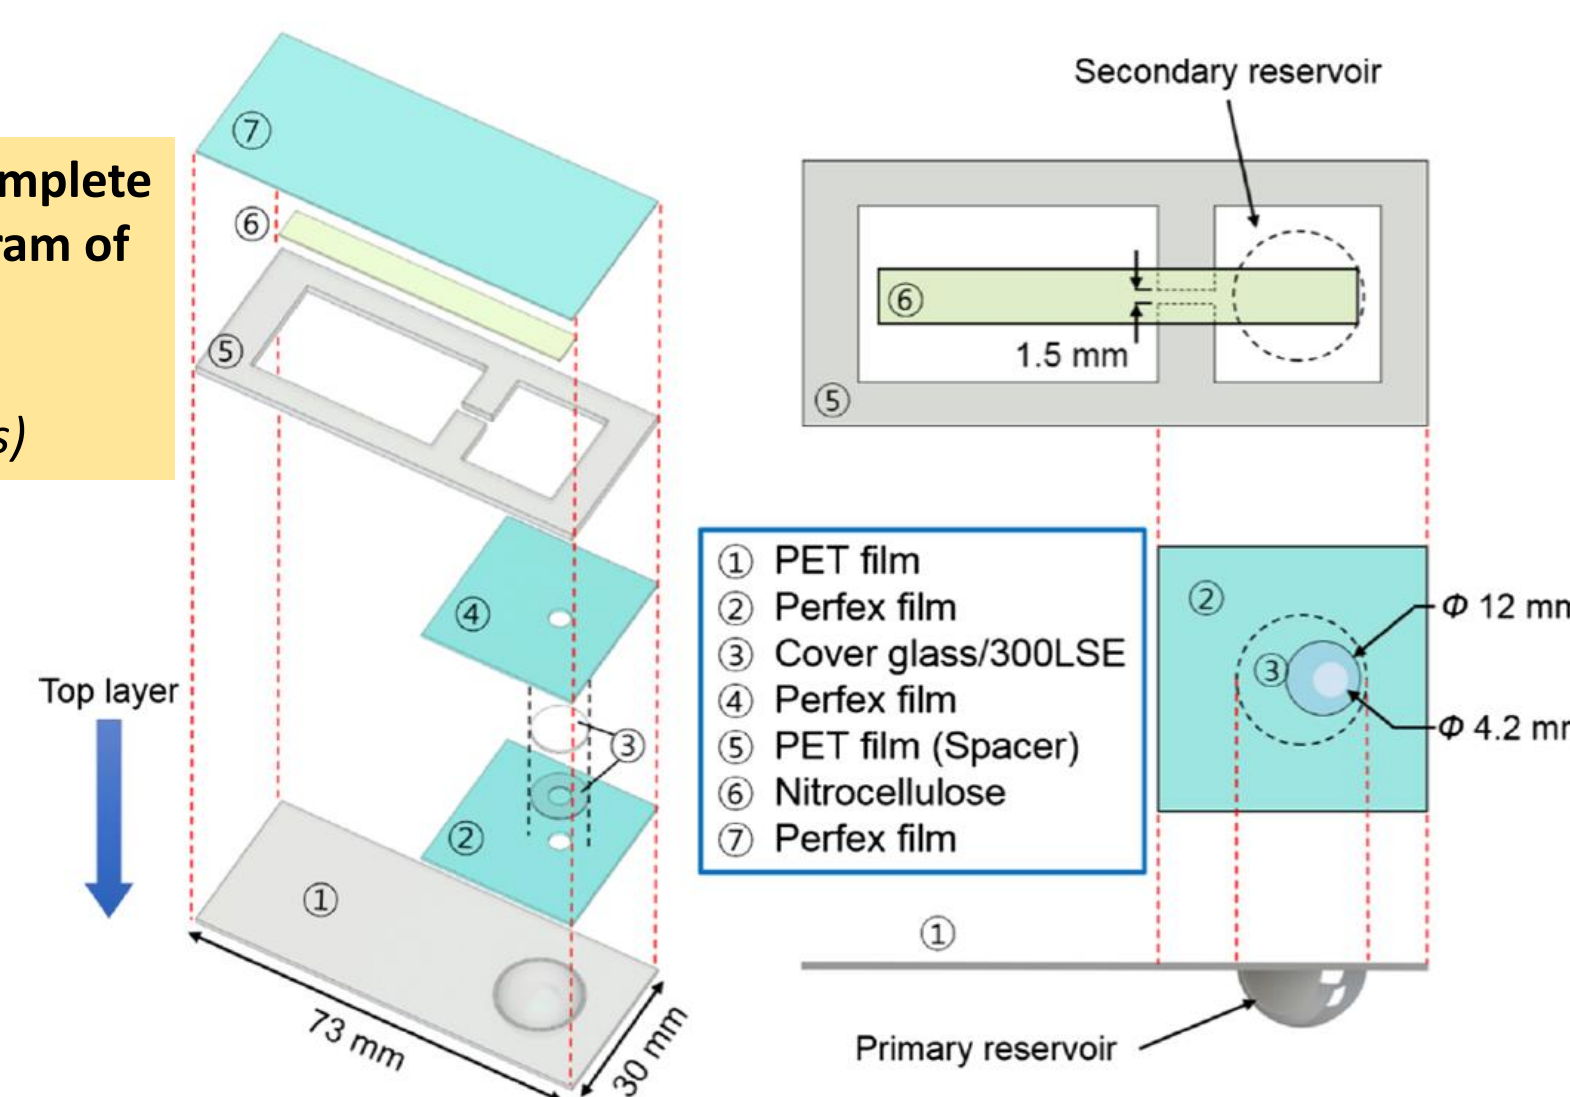 mplete
ram of
s)
Top layer
⑦
⑥
⑤
④
③
②
①
73 mm
30 mm
Secondary reservoir
⑥
1.5 mm
⑤
① PET film
② Perfex film
③ Cover glass/300LSE
④ Perfex film
⑤ PET film (Spacer)
⑥ Nitrocellulose
⑦ Perfex film
②
③
Φ 12 mm
Φ 4.2 mm
①
Primary reservoir